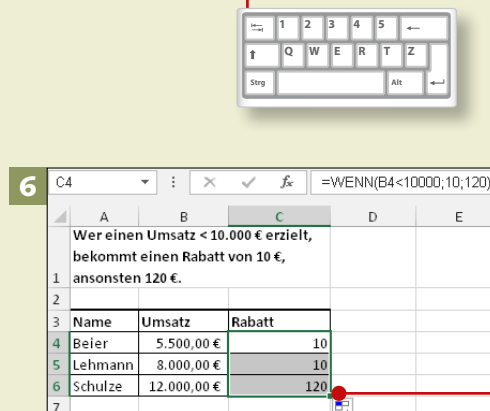 1 2 3 4 5
Q W E R T Z
Strg Alt
6
C4 fx =WENN(B4<10000;10;120)
A B C D E
Wer einen Umsatz < 10.000 € erzielt,
bekommt einen Rabatt von 10 €,
1 ansonsten 120 €.
2
3 Name Umsatz Rabatt
4 Beier 5.500,00 € 10
5 Lehmann 8.000,00 € 10
6 Schulze 12.000,00 € 120
7